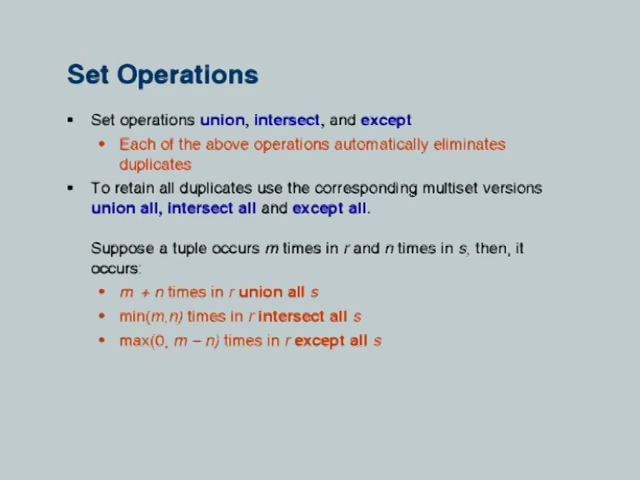 Set Operations
▪ Set operations union, intersect, and except
• Each of the above operations automatically eliminates
duplicates
▪ To retain all duplicates use the corresponding multiset versions
union all, intersect all and except all.
Suppose a tuple occurs m times in r and n times in s, then, it
occurs:
• m + n times in r union all s
• min(m,n) times in r intersect all s
• max(0, m – n) times in r except all s